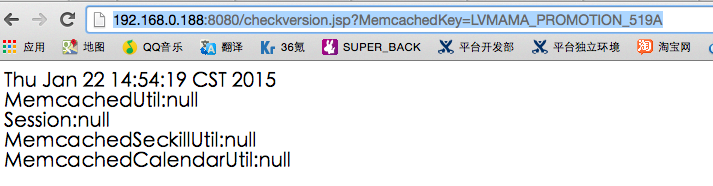 192.168.0.188:8080/checkversion.jsp?MemcachedKey=LVMAMA_PROMOTION_519A
应用 地图 QQ音乐 翻译 Kr 36氪 SUPER_BACK 平台开发部 平台独立环境 淘 淘宝网
Thu Jan 22 14:54:19 CST 2015
MemcachedUtil:null
Session:null
MemcachedSeckillUtil:null
MemcachedCalendarUtil:null